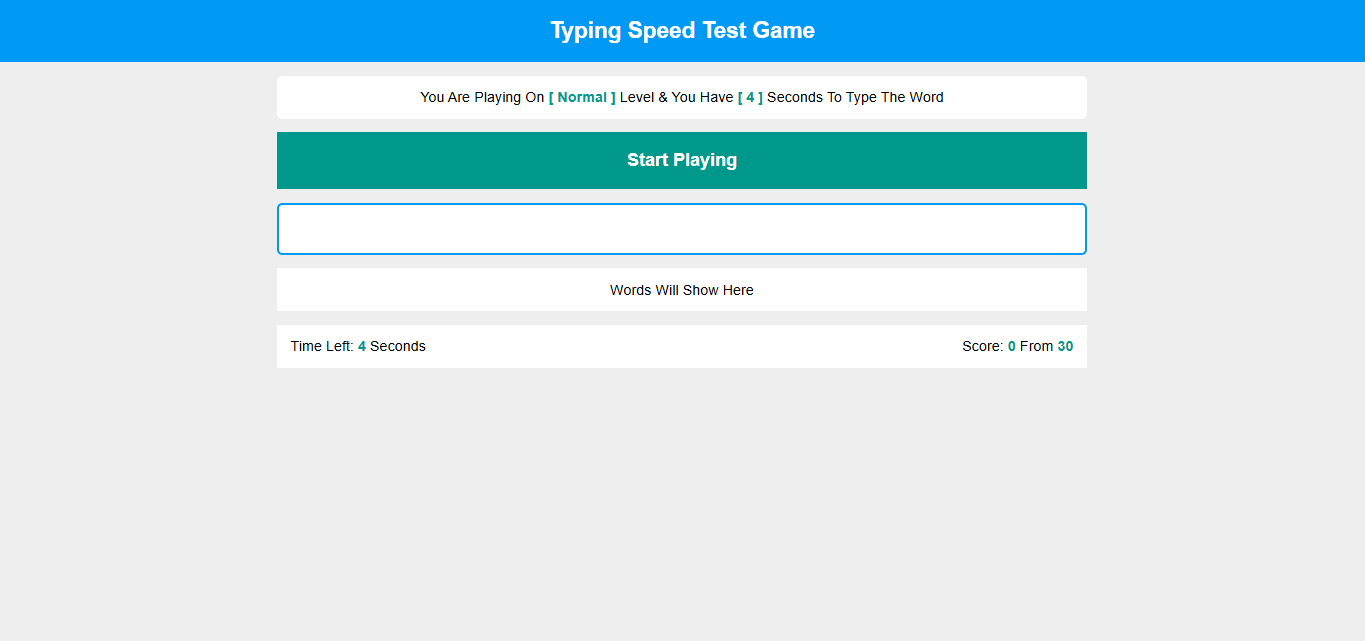 Typing Speed Test Game
You Are Playing On [ Normal ] Level & You Have [ 4 ] Seconds To Type The Word
Start Playing
Words Will Show Here
Time Left: 4 Seconds
Score: 0 From 30